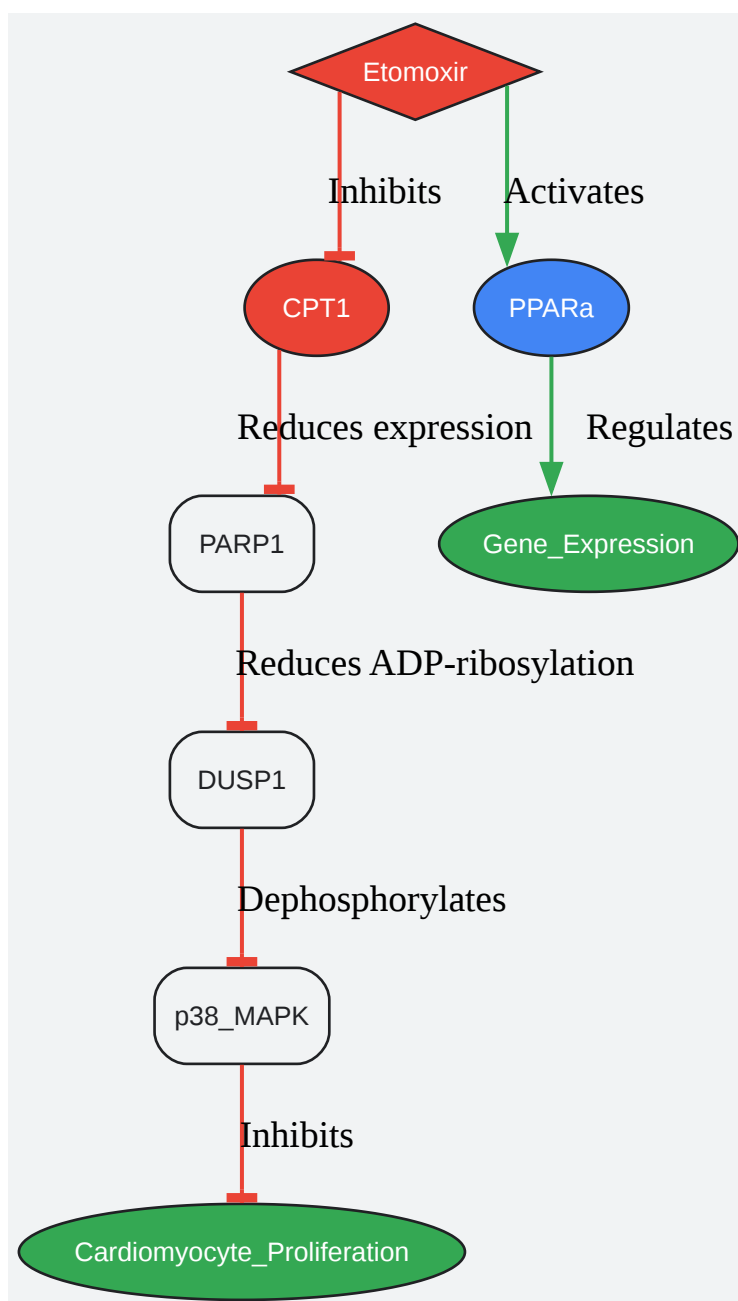 Etomoxir
Inhibits
Activates
CPT1
PPARa
Reduces expression
Regulates
PARP1
Gene_Expression
Reduces ADP-ribosylation
DUSP1
Dephosphorylates
p38_MAPK
Inhibits
Cardiomyocyte_Proliferation